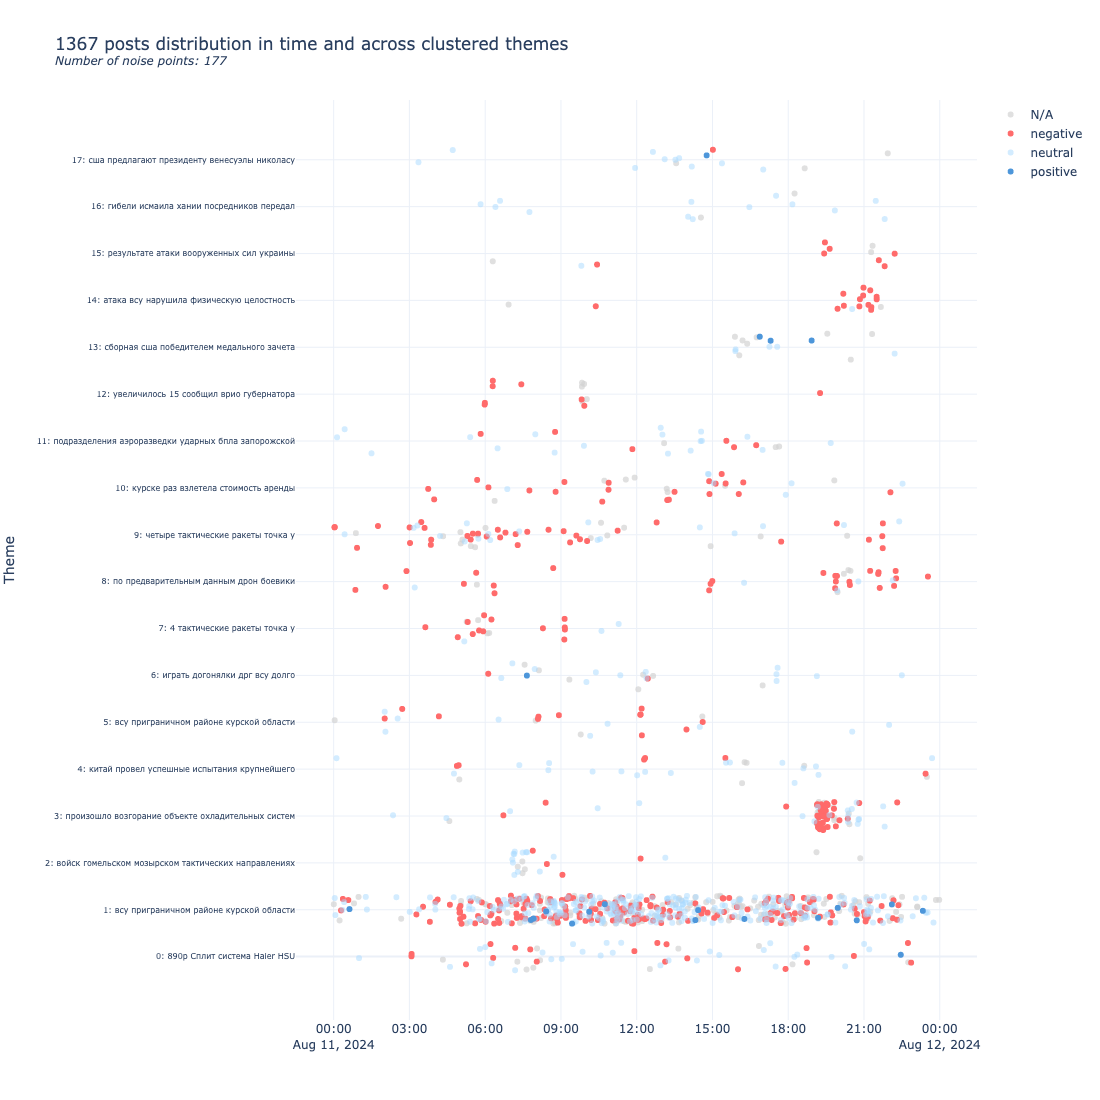 1367 posts distribution in time and across clustered themes
Number of noise points: 177
N/A
negative
neutral
positive
Theme
17: сша предлагают президенту венесуэлы николасу
16: гибели исмаила хании посредников передал
15: результате атаки вооруженных сил украины
14: атака всу нарушила физическую целостность
13: сборная сша победителем медального зачета
12: увеличилось 15 сообщил врио губернатора
11: подразделения аэроразведки ударных бпла запорожской
10: курске раз взлетела стоимость аренды
9: четыре тактические ракеты точка у
8: по предварительным данным дрон боевики
7: 4 тактические ракеты точка у
6: играть догонялки дрг всу долго
5: всу приграничном районе курской области
4: китай провел успешные испытания крупнейшего
3: произошло возгорание объекте охладительных систем
2: войск гомельском мозырском тактических направлениях
1: всу приграничном районе курской области
0: 890р Сплит система Haier HSU
00:00 03:00 06:00 09:00 12:00 15:00 18:00 21:00 00:00
Aug 11, 2024 Aug 12, 2024